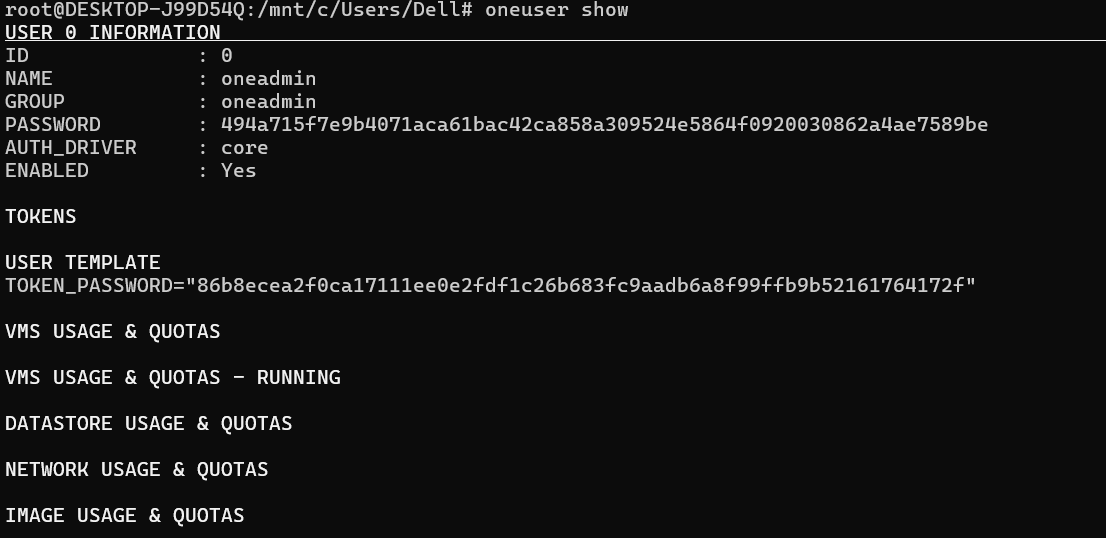 root@DESKTOP-J99D54Q:/mnt/c/Users/Dell# oneuser show
USER 0 INFORMATION
ID              : 0
NAME            : oneadmin
GROUP           : oneadmin
PASSWORD        : 494a715f7e9b4071aca61bac42ca858a309524e5864f0920030862a4ae7589be
AUTH_DRIVER     : core
ENABLED         : Yes
TOKENS
USER TEMPLATE
TOKEN_PASSWORD="86b8ecea2f0ca17111ee0e2fdf1c26b683fc9aadb6a8f99ffb9b52161764172f"
VMS USAGE & QUOTAS
VMS USAGE & QUOTAS - RUNNING
DATASTORE USAGE & QUOTAS
NETWORK USAGE & QUOTAS
IMAGE USAGE & QUOTAS